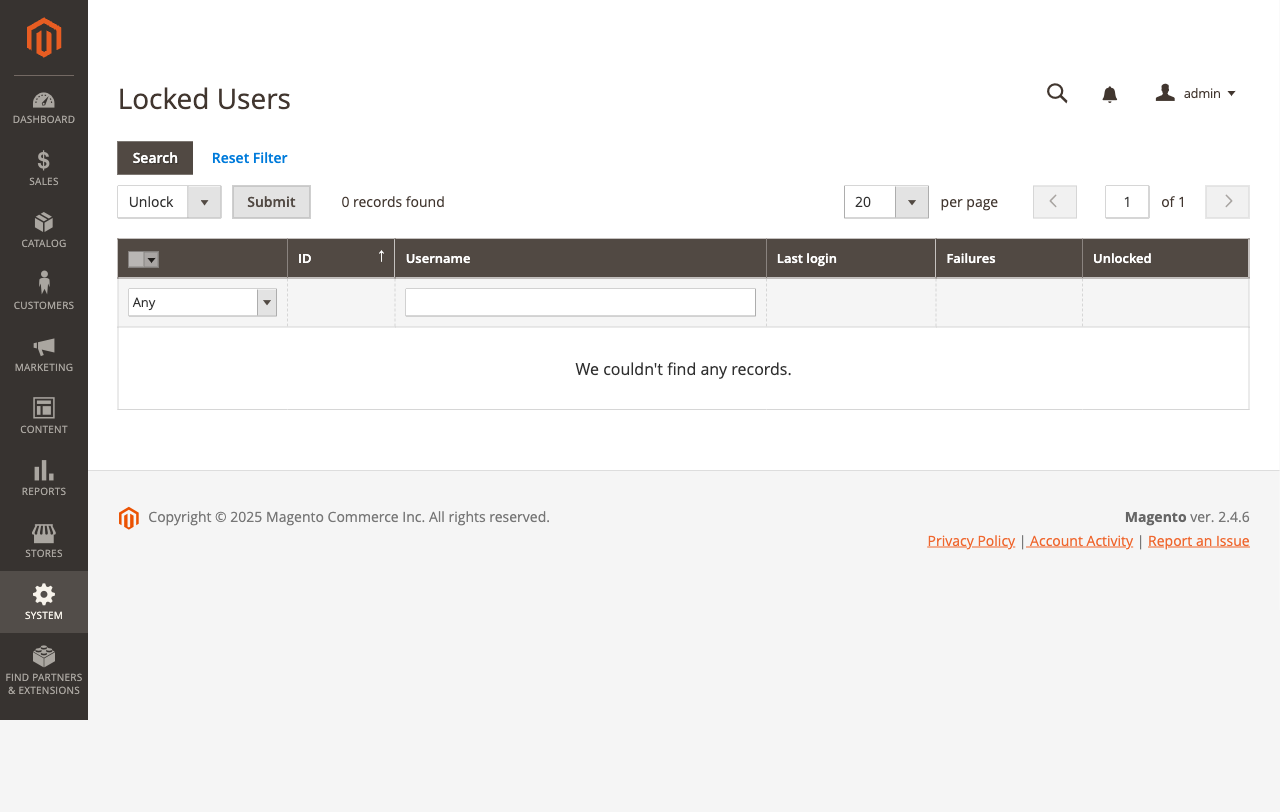 DASHBOARD
SALES
CATALOG
CUSTOMERS
MARKETING
CONTENT
REPORTS
STORES
SYSTEM
FIND PARTNERS
& EXTENSIONS
Locked Users
admin
Search Reset Filter
Unlock Submit 0 records found 20 per page 1 of 1
ID ↑ Username Last login Failures Unlocked
Any
We couldn't find any records.
Copyright © 2025 Magento Commerce Inc. All rights reserved.
Magento ver. 2.4.6
Privacy Policy | Account Activity | Report an Issue